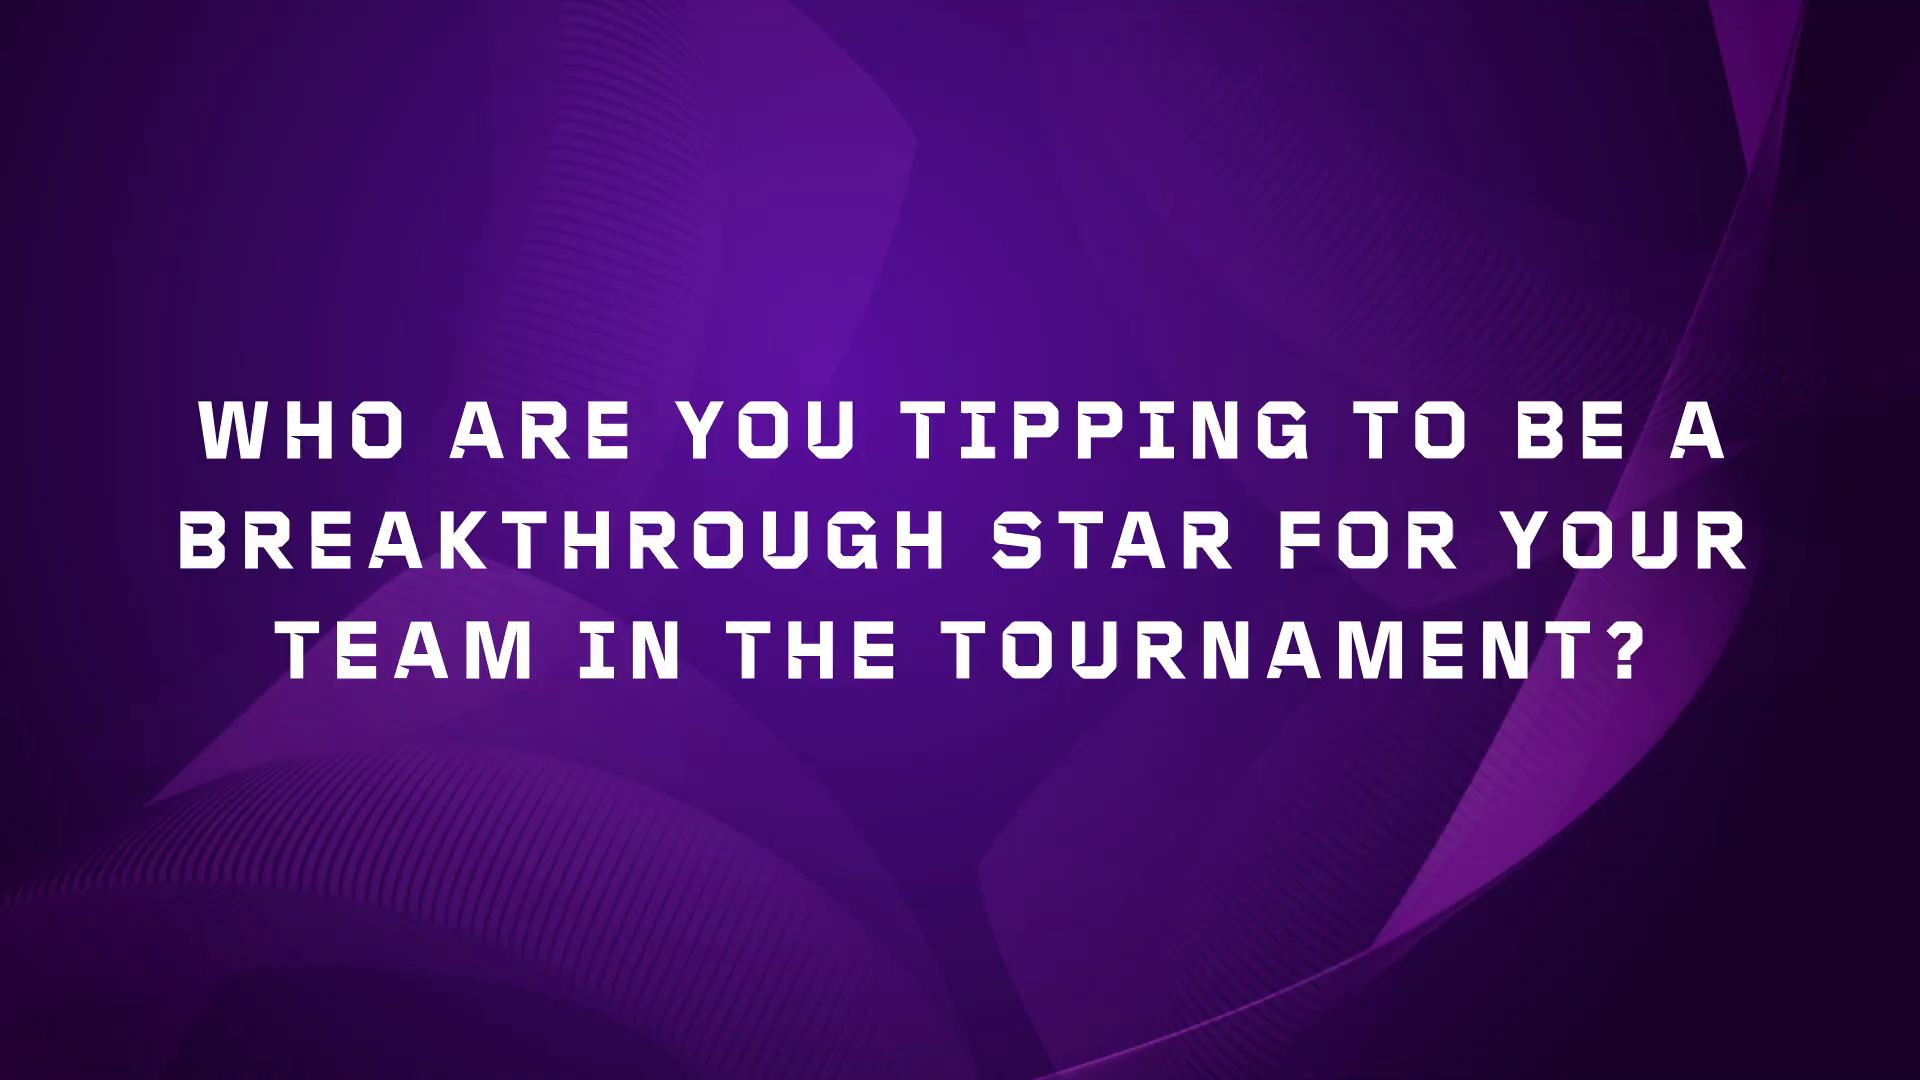 WHO ARE YOU TIPPING TO BE A
BREAKTHROUGH STAR FOR YOUR
TEAM IN THE TOURNAMENT?